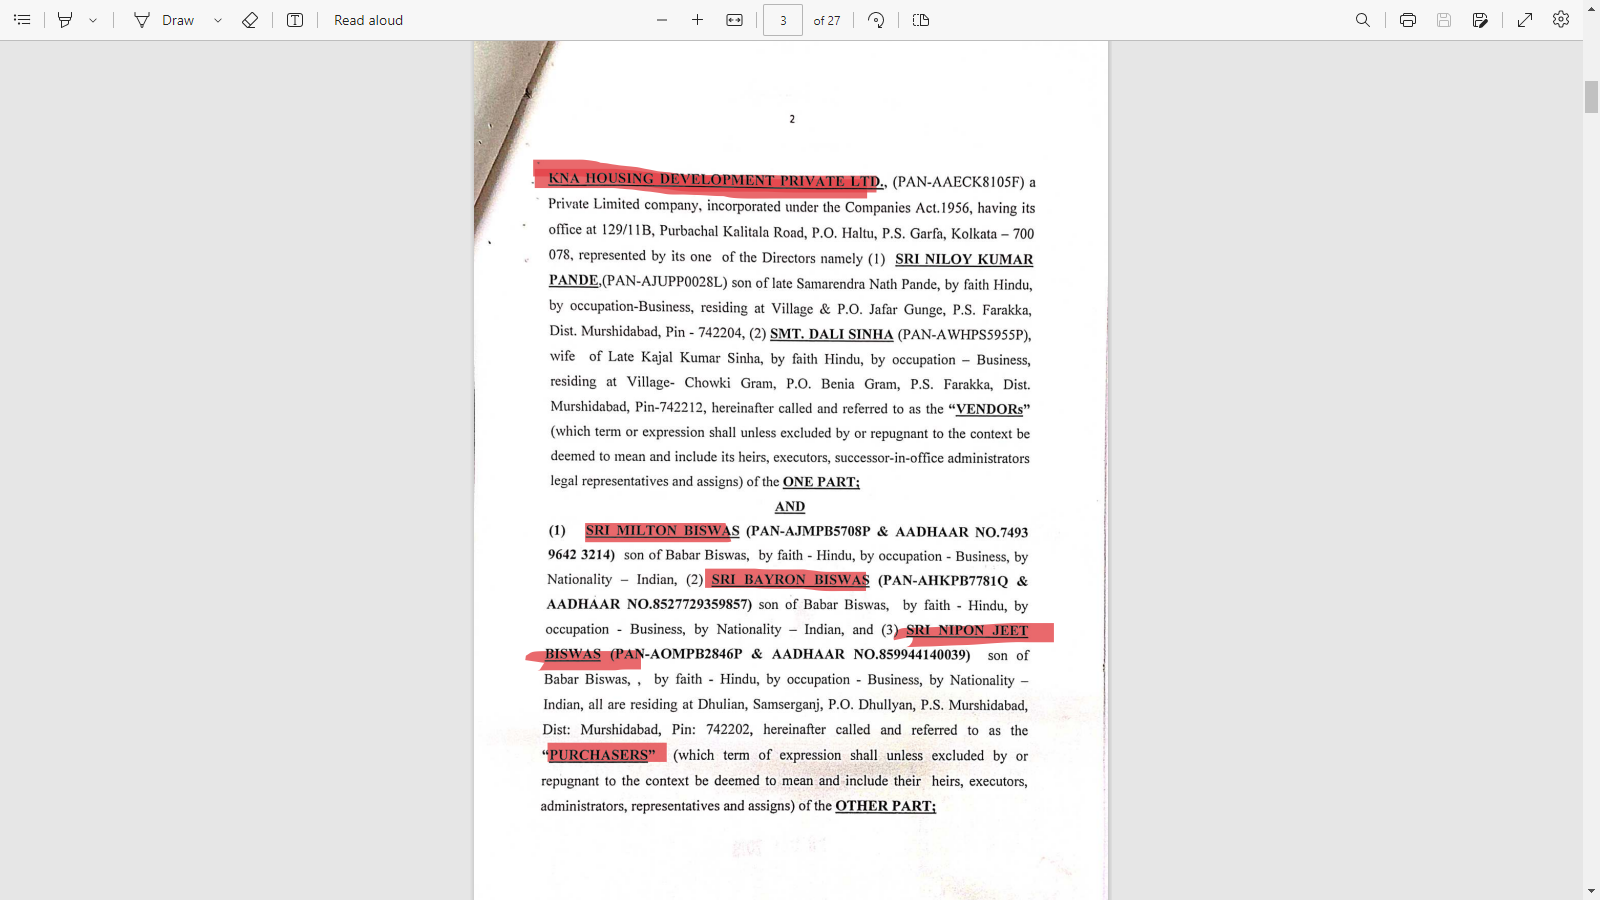 Draw
Read aloud
3 of 27
2
KNA HOUSING DEVELOPMENT PRIVATE LTD., (PAN-AAECK8105F) a
Private Limited company, incorporated under the Companies Act.1956, having its
office at 129/11B, Purbachal Kalitala Road, P.O. Haltu, P.S. Garfa, Kolkata – 700
078, represented by its one of the Directors namely (1) SRI NILOY KUMAR
PANDE,(PAN-AJUPP0028L) son of late Samarendra Nath Pande, by faith Hindu,
by occupation-Business, residing at Village & P.O. Jafar Gunge, P.S. Farakka,
Dist. Murshidabad, Pin - 742204, (2) SMT. DALI SINHA (PAN-AWHPS5955P),
wife of Late Kajal Kumar Sinha, by faith Hindu, by occupation – Business,
residing at Village- Chowki Gram, P.O. Benia Gram, P.S. Farakka, Dist.
Murshidabad, Pin-742212, hereinafter called and referred to as the “VENDORs”
(which term or expression shall unless excluded by or repugnant to the context be
deemed to mean and include its heirs, executors, successor-in-office administrators
legal representatives and assigns) of the ONE PART;
AND
(1) SRI MILTON BISWAS (PAN-AJMPB5708P & AADHAAR NO.7493
9642 3214) son of Babar Biswas, by faith - Hindu, by occupation - Business, by
Nationality – Indian, (2) SRI BAYRON BISWAS (PAN-AHKPB7781Q &
AADHAAR NO.8527729359857) son of Babar Biswas, by faith - Hindu, by
occupation - Business, by Nationality – Indian, and (3) SRI NIPON JEET
BISWAS (PAN-AOMPB2846P & AADHAAR NO.859944140039) son of
Babar Biswas, , by faith - Hindu, by occupation - Business, by Nationality –
Indian, all are residing at Dhulian, Samserganj, P.O. Dhullyan, P.S. Murshidabad,
Dist: Murshidabad, Pin: 742202, hereinafter called and referred to as the
“PURCHASERS” (which term of expression shall unless excluded by or
repugnant to the context be deemed to mean and include their heirs, executors,
administrators, representatives and assigns) of the OTHER PART;